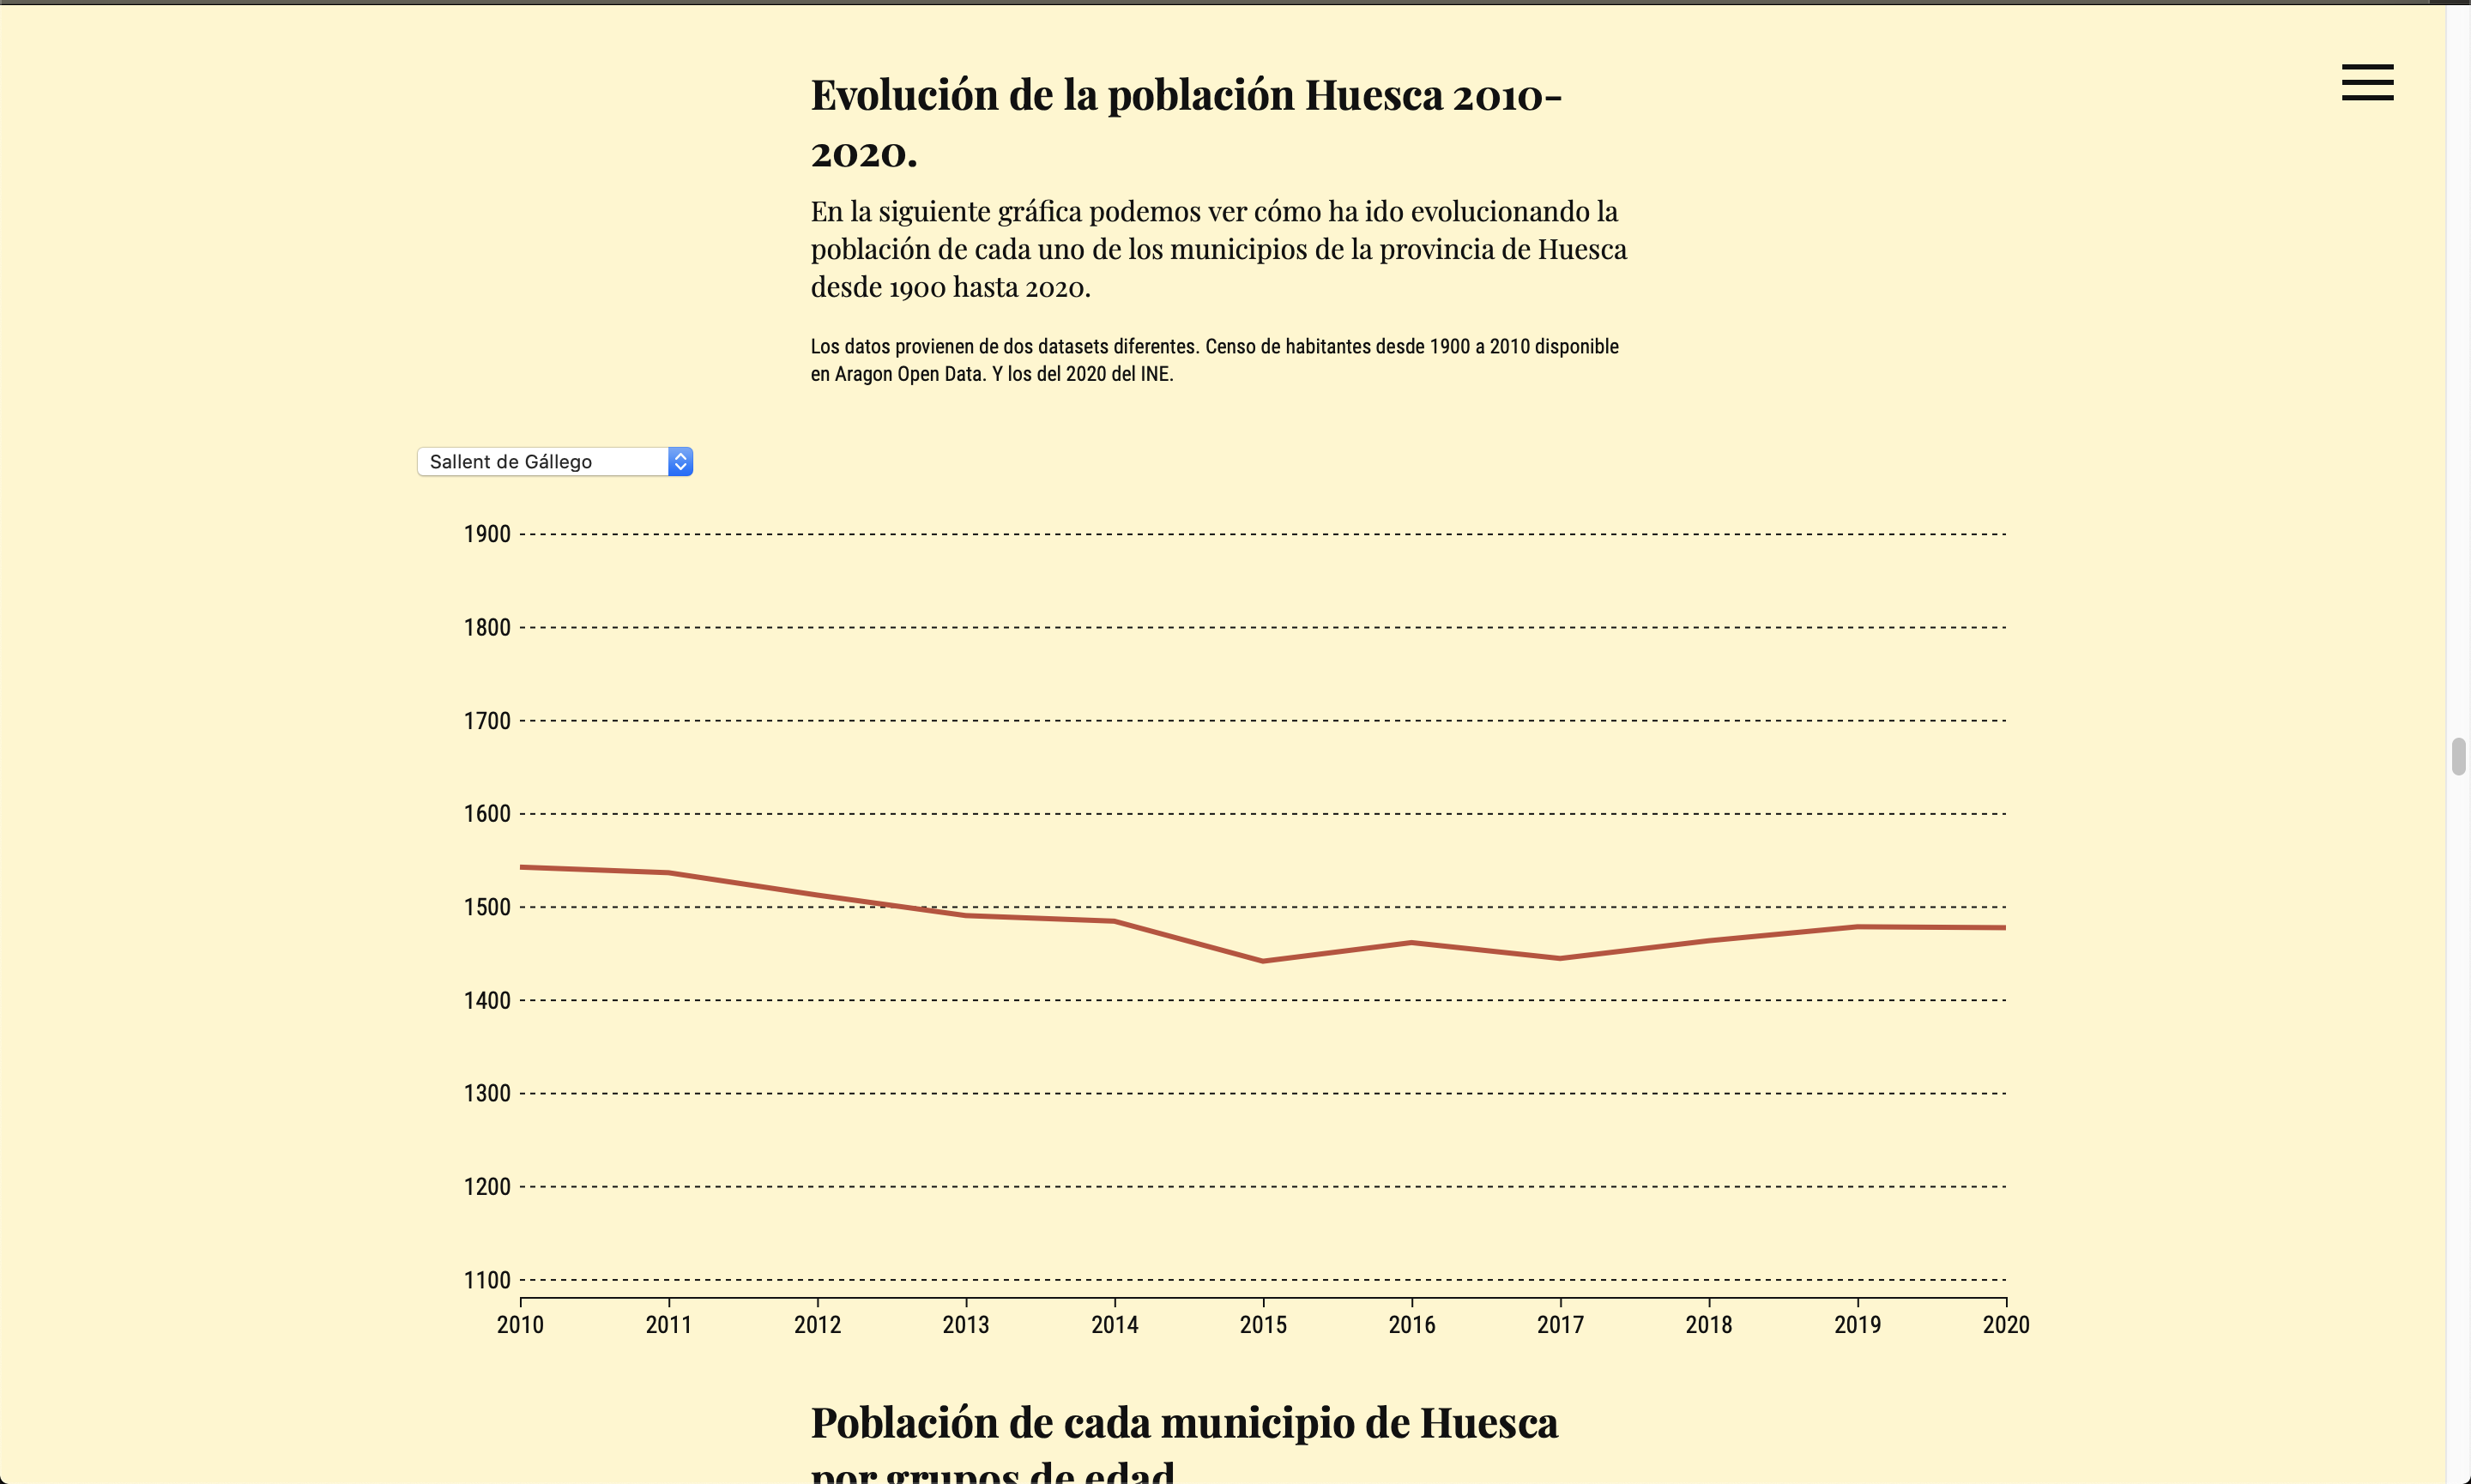 Evolución de la población Huesca 2010-
2020.
En la siguiente gráfica podemos ver cómo ha ido evolucionando la
población de cada uno de los municipios de la provincia de Huesca
desde 1900 hasta 2020.
Los datos provienen de dos datasets diferentes. Censo de habitantes desde 1900 a 2010 disponible
en Aragon Open Data. Y los del 2020 del INE.
Sallent de Gállego
1900
1800
1700
1600
1500
1400
1300
1200
1100
2010 2011 2012 2013 2014 2015 2016 2017 2018 2019 2020
Población de cada municipio de Huesca
por grupos de edad